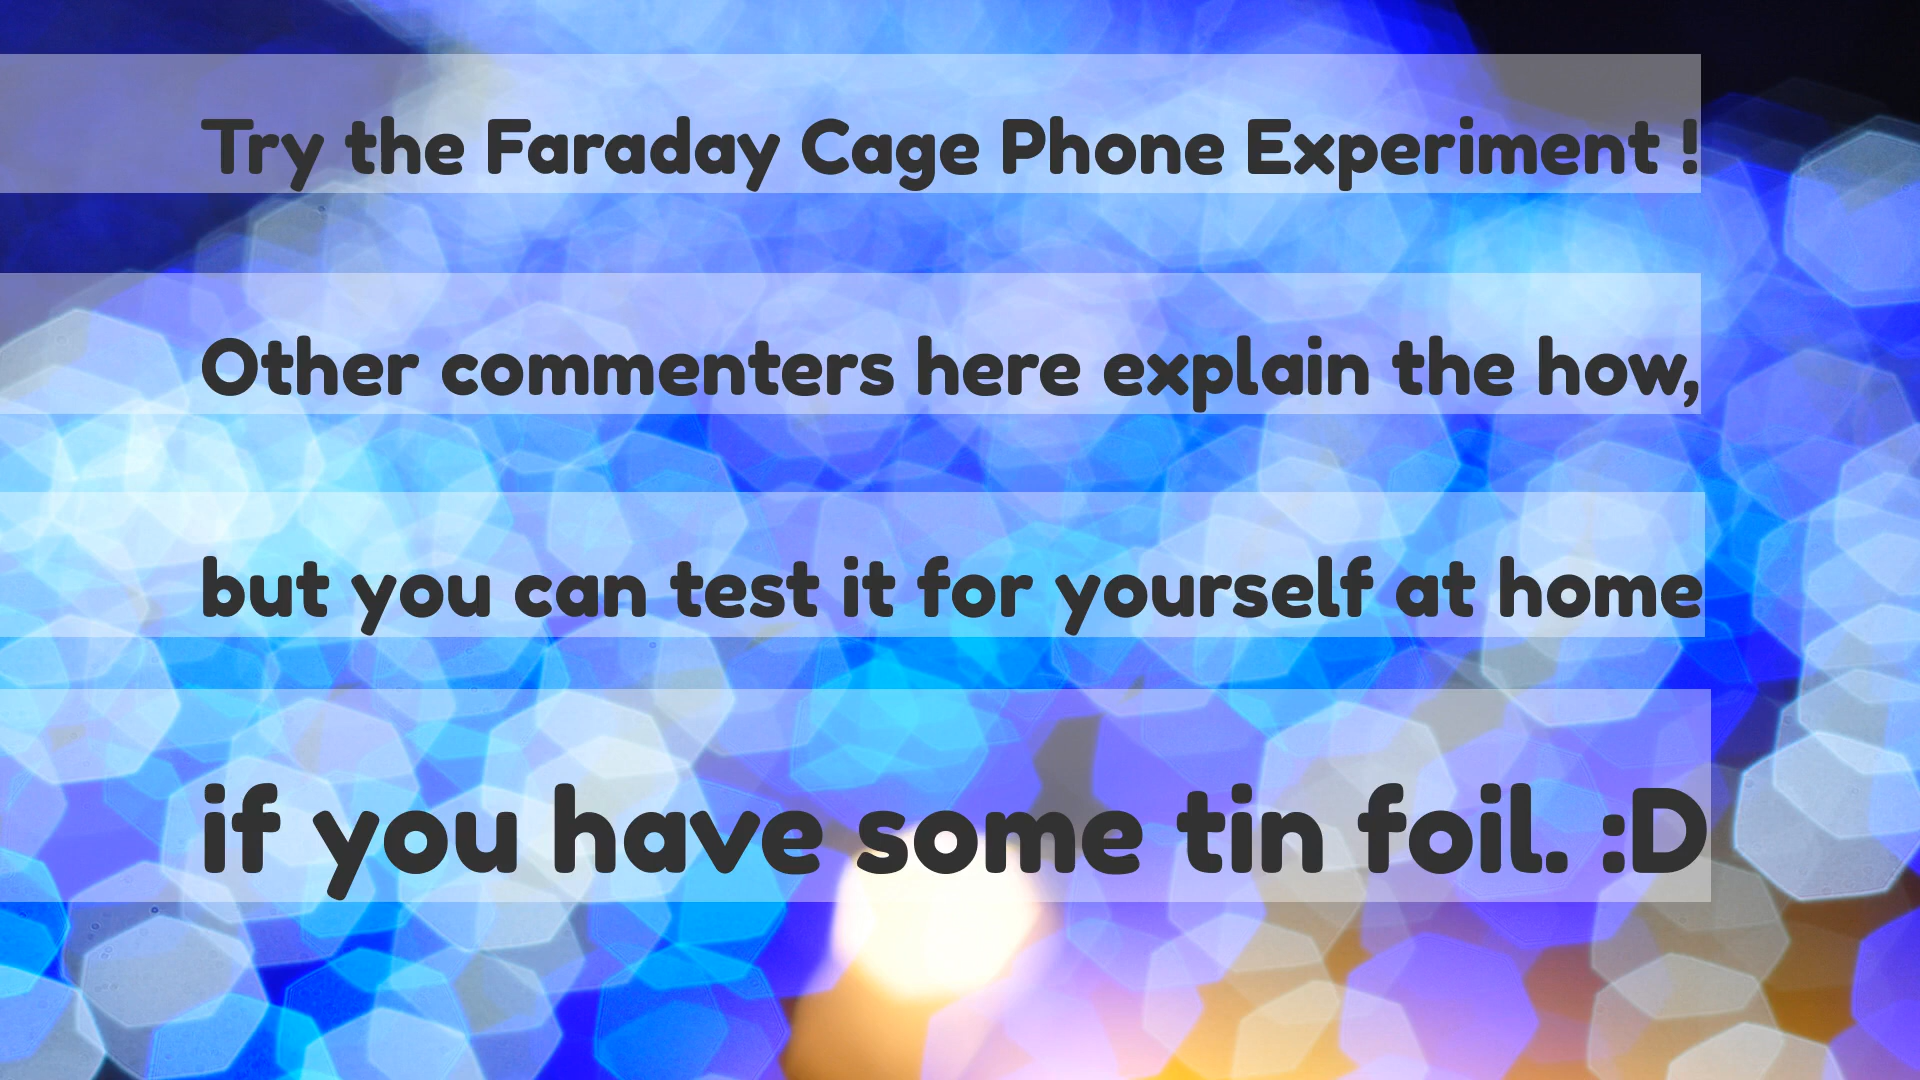 Try the Faraday Cage Phone Experiment !
Other commenters here explain the how,
but you can test it for yourself at home
if you have some tin foil. :D